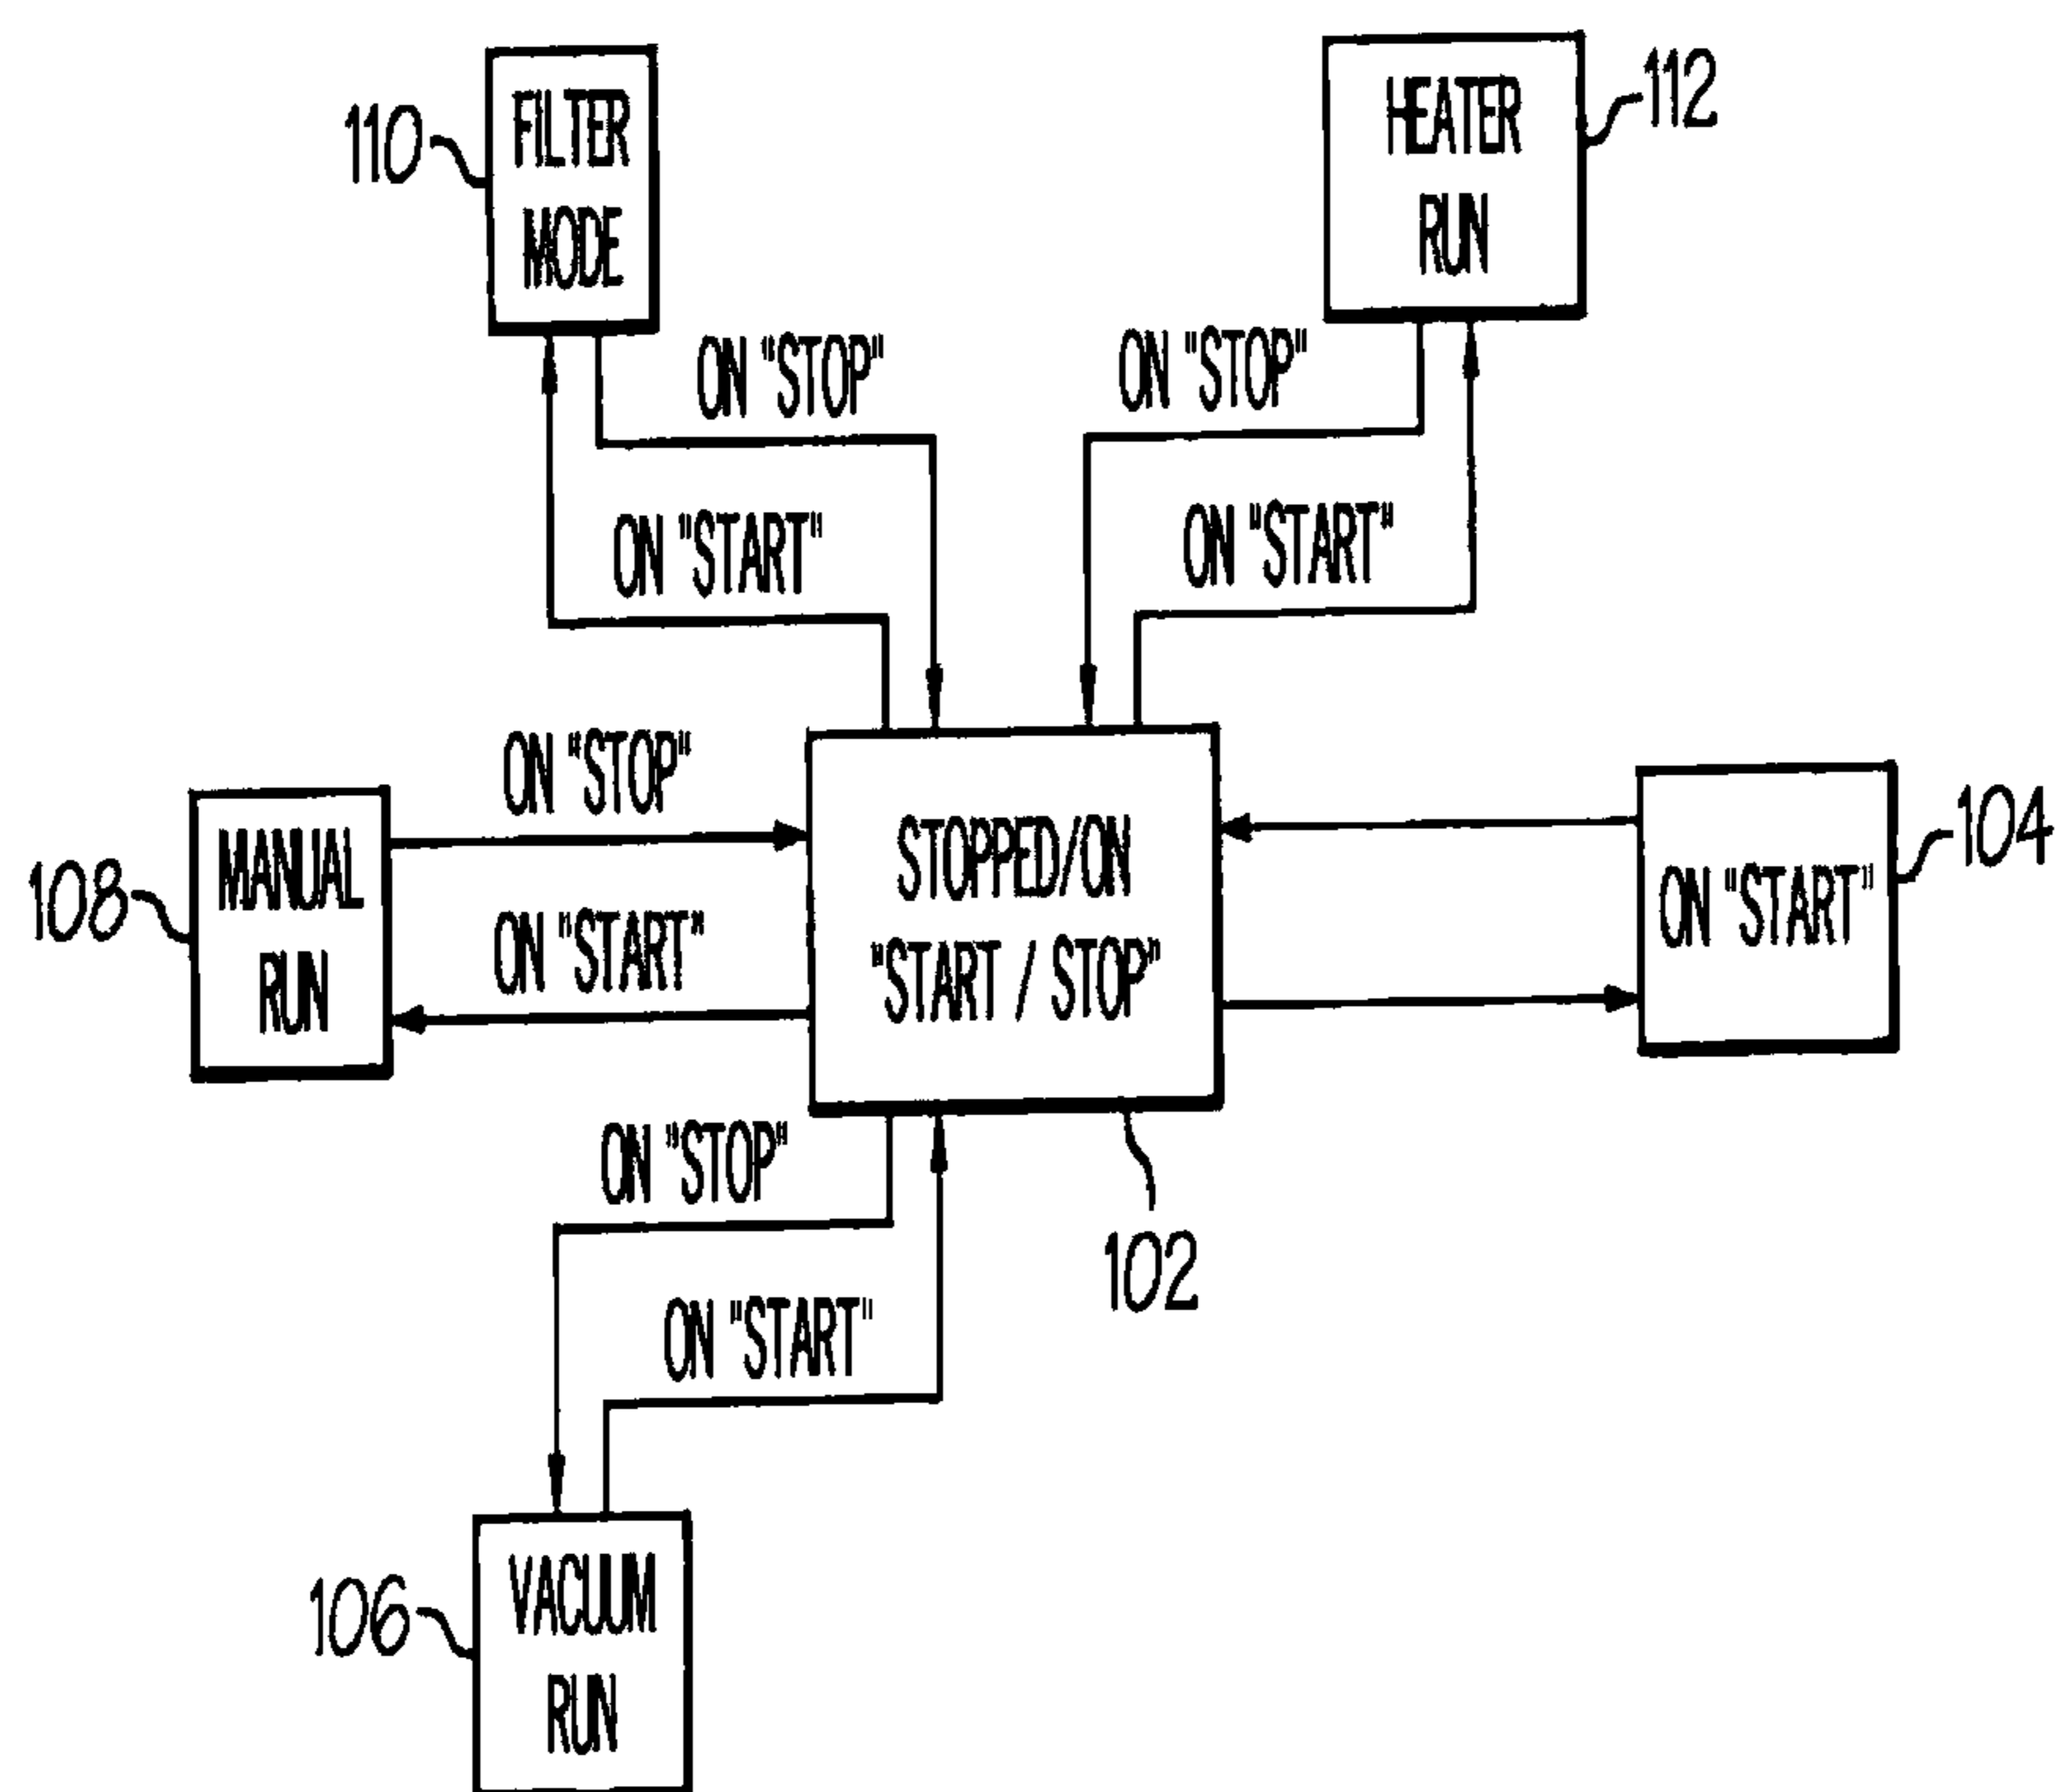 110
FILTER
MODE
HEATER
RUN
112
ON "STOP"
ON "STOP"
ON "START"
ON "START"
108
MANUAL
RUN
ON "STOP"
ON "START"
STOPPED/ON
"START / STOP"
ON "START"
104
ON "STOP"
ON "START"
102
106
VACUUM
RUN